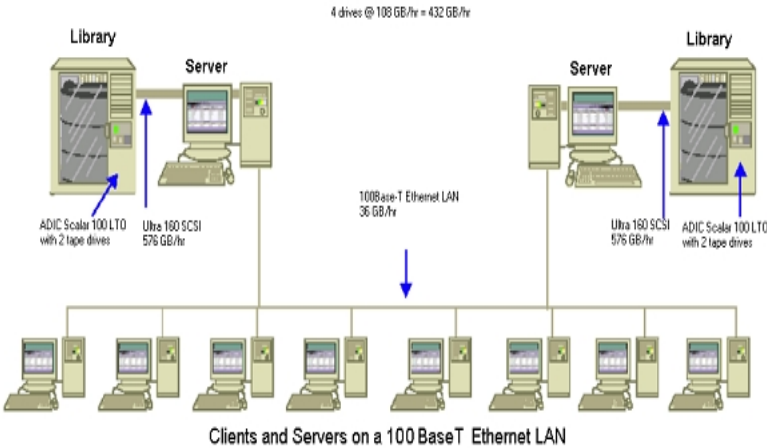 4 drives @ 108 GB/hr = 432 GB/hr
Library
Server
Server
Library
100Base-T Ethernet LAN
36 GB/hr
ADIC Scalar 100 LTO
with 2 tape drives
Ultra 160 SCSI
576 GB/hr
Ultra 160 SCSI
576 GB/hr
ADIC Scalar 100 LTO
with 2 tape drives
Clients and Servers on a 100 BaseT Ethernet LAN